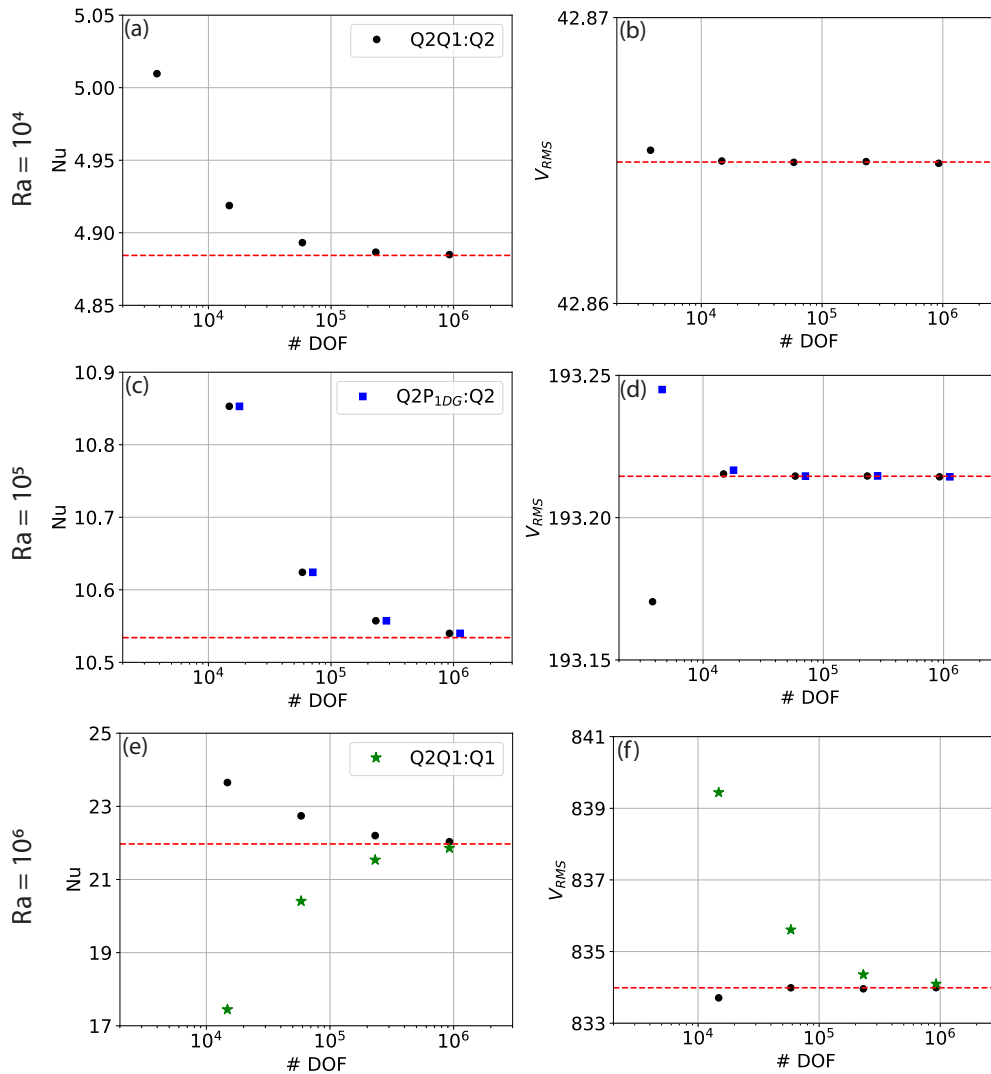 Ra = 10⁴
(a)
Q2Q1:Q2
5.05
5.00
4.95
4.90
4.85
Nu
10⁴ 10⁵ 10⁶
# DOF
(b)
42.87
42.86
V_RMS
10⁴ 10⁵ 10⁶
# DOF
Ra = 10⁵
(c)
Q2P₁DG:Q2
10.9
10.8
10.7
10.6
10.5
Nu
10⁴ 10⁵ 10⁶
# DOF
(d)
193.25
193.20
193.15
V_RMS
10⁴ 10⁵ 10⁶
# DOF
Ra = 10⁶
(e)
Q2Q1:Q1
25
23
21
19
17
Nu
10⁴ 10⁵ 10⁶
# DOF
(f)
841
839
837
835
833
V_RMS
10⁴ 10⁵ 10⁶
# DOF